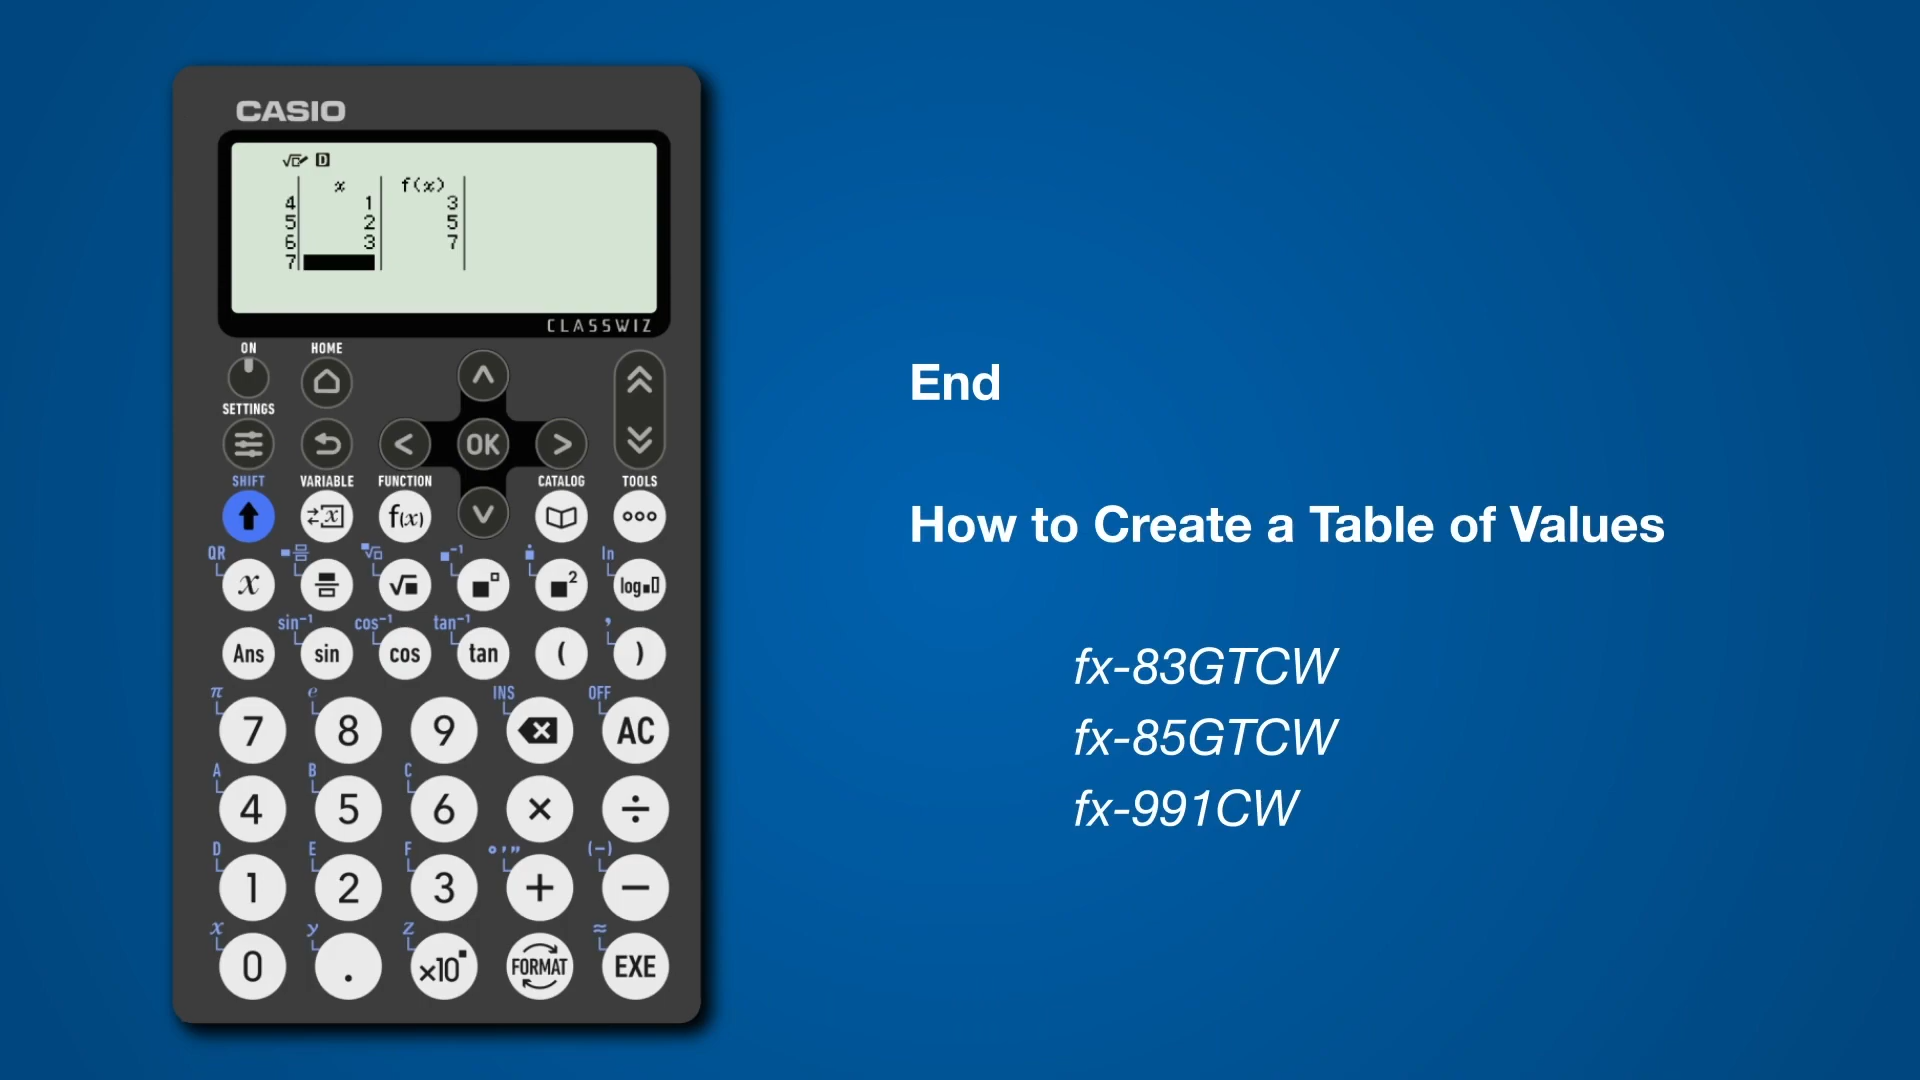 CASIO
√□ D
x f(x)
4 1 3
5 2 5
6 3 7
7
CLASSWIZ
ON HOME
SETTINGS
OK
SHIFT VARIABLE FUNCTION CATALOG TOOLS
x f(x)
QR √□ ■⁻¹ ln
x √■ ■□ ■² log■□
sin⁻¹ cos⁻¹ tan⁻¹ ,
Ans sin cos tan ( )
π e INS OFF
7 8 9 AC
A B C
4 5 6 × ÷
D E F ° ' " (−)
1 2 3 + −
x y z ≈
0 . ×10■ FORMAT EXE
End
How to Create a Table of Values
fx-83GTCW
fx-85GTCW
fx-991CW